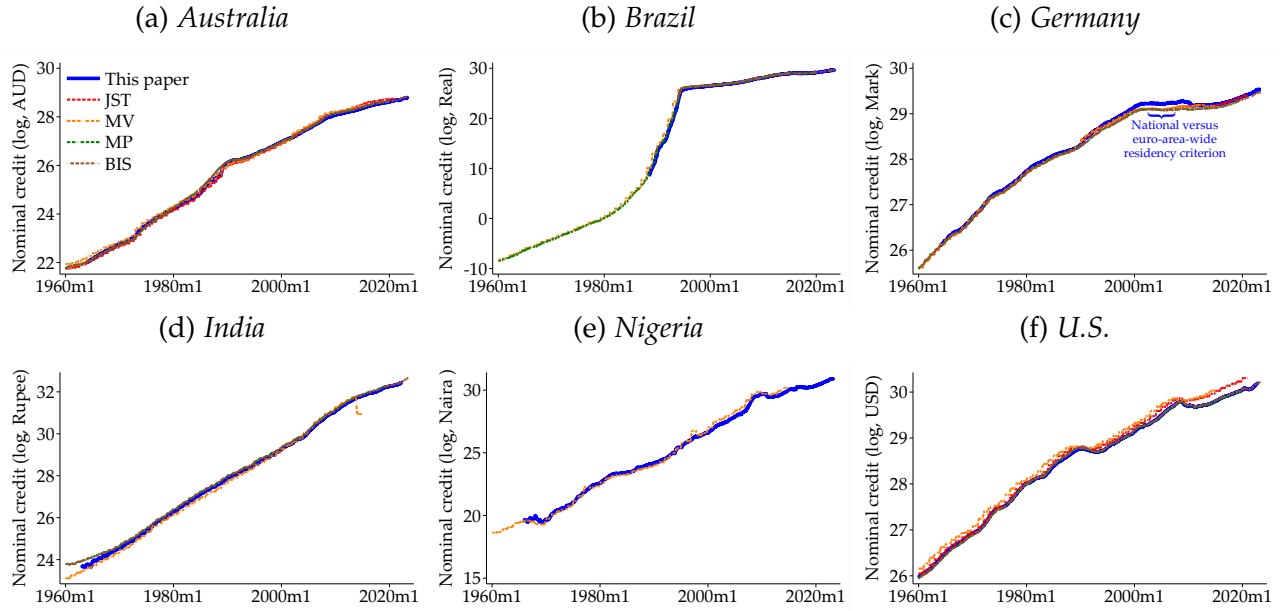 (a) Australia
(b) Brazil
(c) Germany
Nominal credit (log, AUD)
30
28
26
24
22
This paper
JST
MV
MP
BIS
1960m1 1980m1 2000m1 2020m1
Nominal credit (log, Real)
30
20
10
0
-10
1960m1 1980m1 2000m1 2020m1
Nominal credit (log, Mark)
30
29
28
27
26
National versus
euro-area-wide
residency criterion
1960m1 1980m1 2000m1 2020m1
(d) India
(e) Nigeria
(f) U.S.
Nominal credit (log, Rupee)
32
30
28
26
24
1960m1 1980m1 2000m1 2020m1
Nominal credit (log, Naira )
30
25
20
15
1960m1 1980m1 2000m1 2020m1
Nominal credit (log, USD)
30
29
28
27
26
1960m1 1980m1 2000m1 2020m1